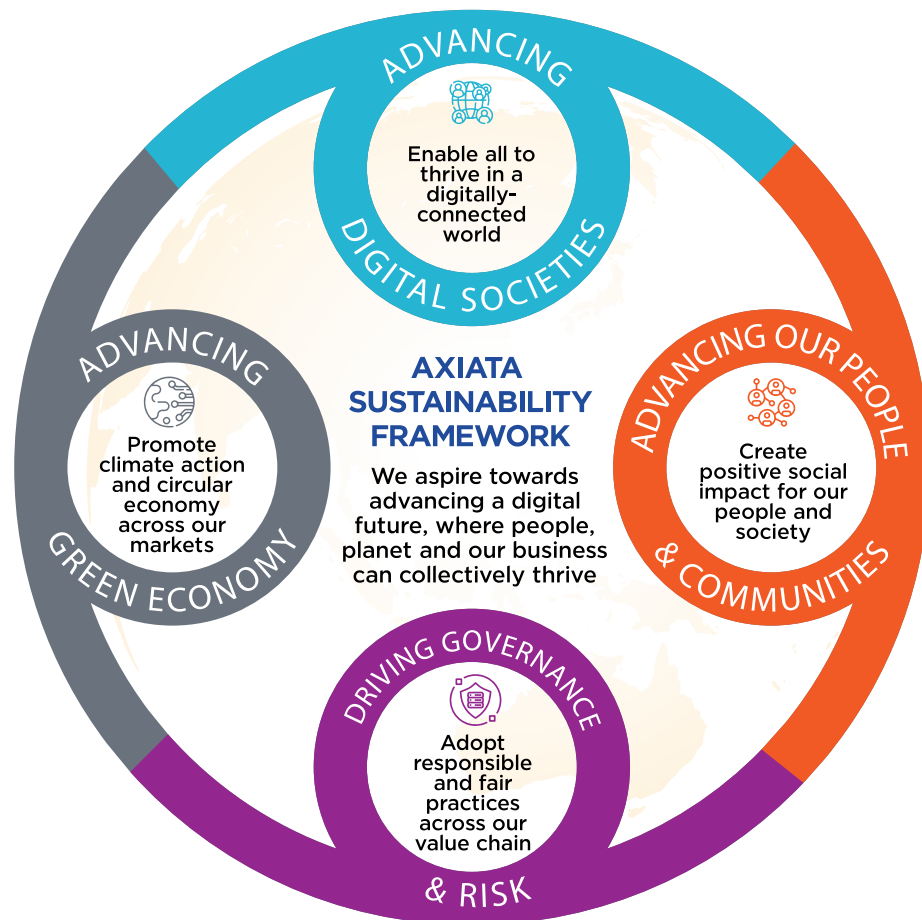 ADVANCING
DIGITAL SOCIETIES
Enable all to
thrive in a
digitally-
connected
world
ADVANCING
GREEN ECONOMY
Promote
climate action
and circular
economy
across our
markets
AXIATA
SUSTAINABILITY
FRAMEWORK
We aspire towards
advancing a digital
future, where people,
planet and our business
can collectively thrive
ADVANCING OUR PEOPLE
& COMMUNITIES
Create
positive social
impact for our
people and
society
DRIVING GOVERNANCE
& RISK
Adopt
responsible
and fair
practices
across our
value chain